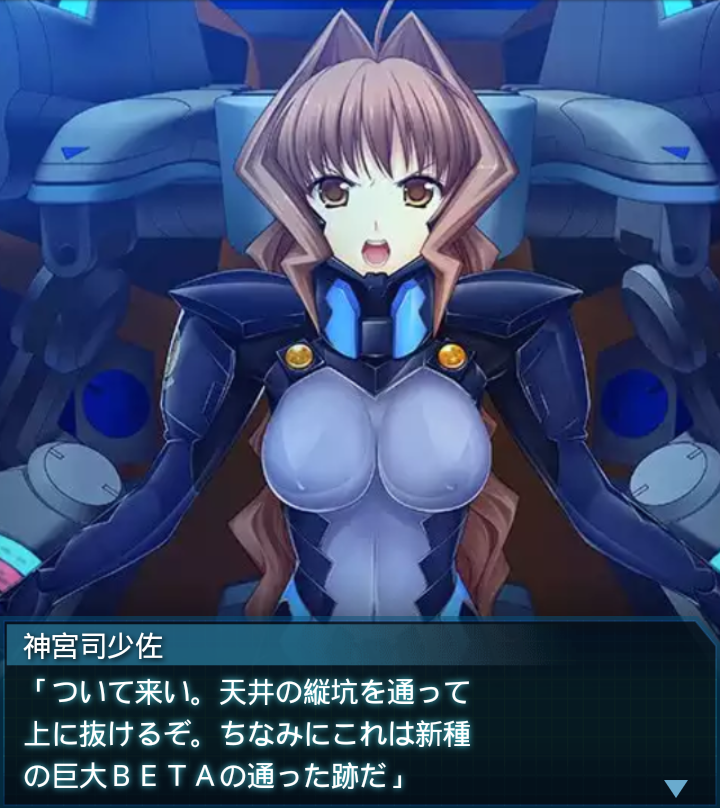 神宮司少佐
「ついて来い。天井の縦坑を通って
上に抜けるぞ。ちなみにこれは新種
の巨大ＢＥＴＡの通った跡だ」